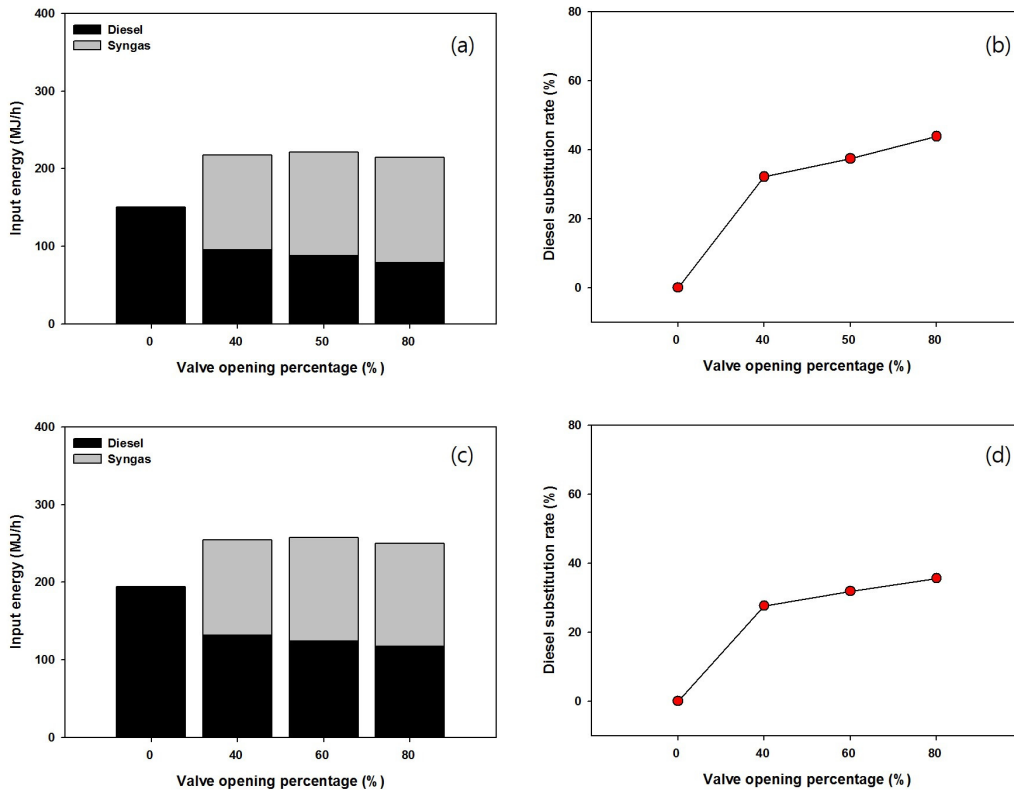 400
300
200
100
0
Input energy (MJ/h)
Diesel
Syngas
(a)
0 40 50 80
Valve opening percentage (%)
80
60
40
20
0
Diesel substitution rate (%)
(b)
0 40 50 80
Valve opening percentage (%)
400
300
200
100
0
Input energy (MJ/h)
Diesel
Syngas
(c)
0 40 60 80
Valve opening percentage (%)
80
60
40
20
0
Diesel substitution rate (%)
(d)
0 40 60 80
Valve opening percentage (%)